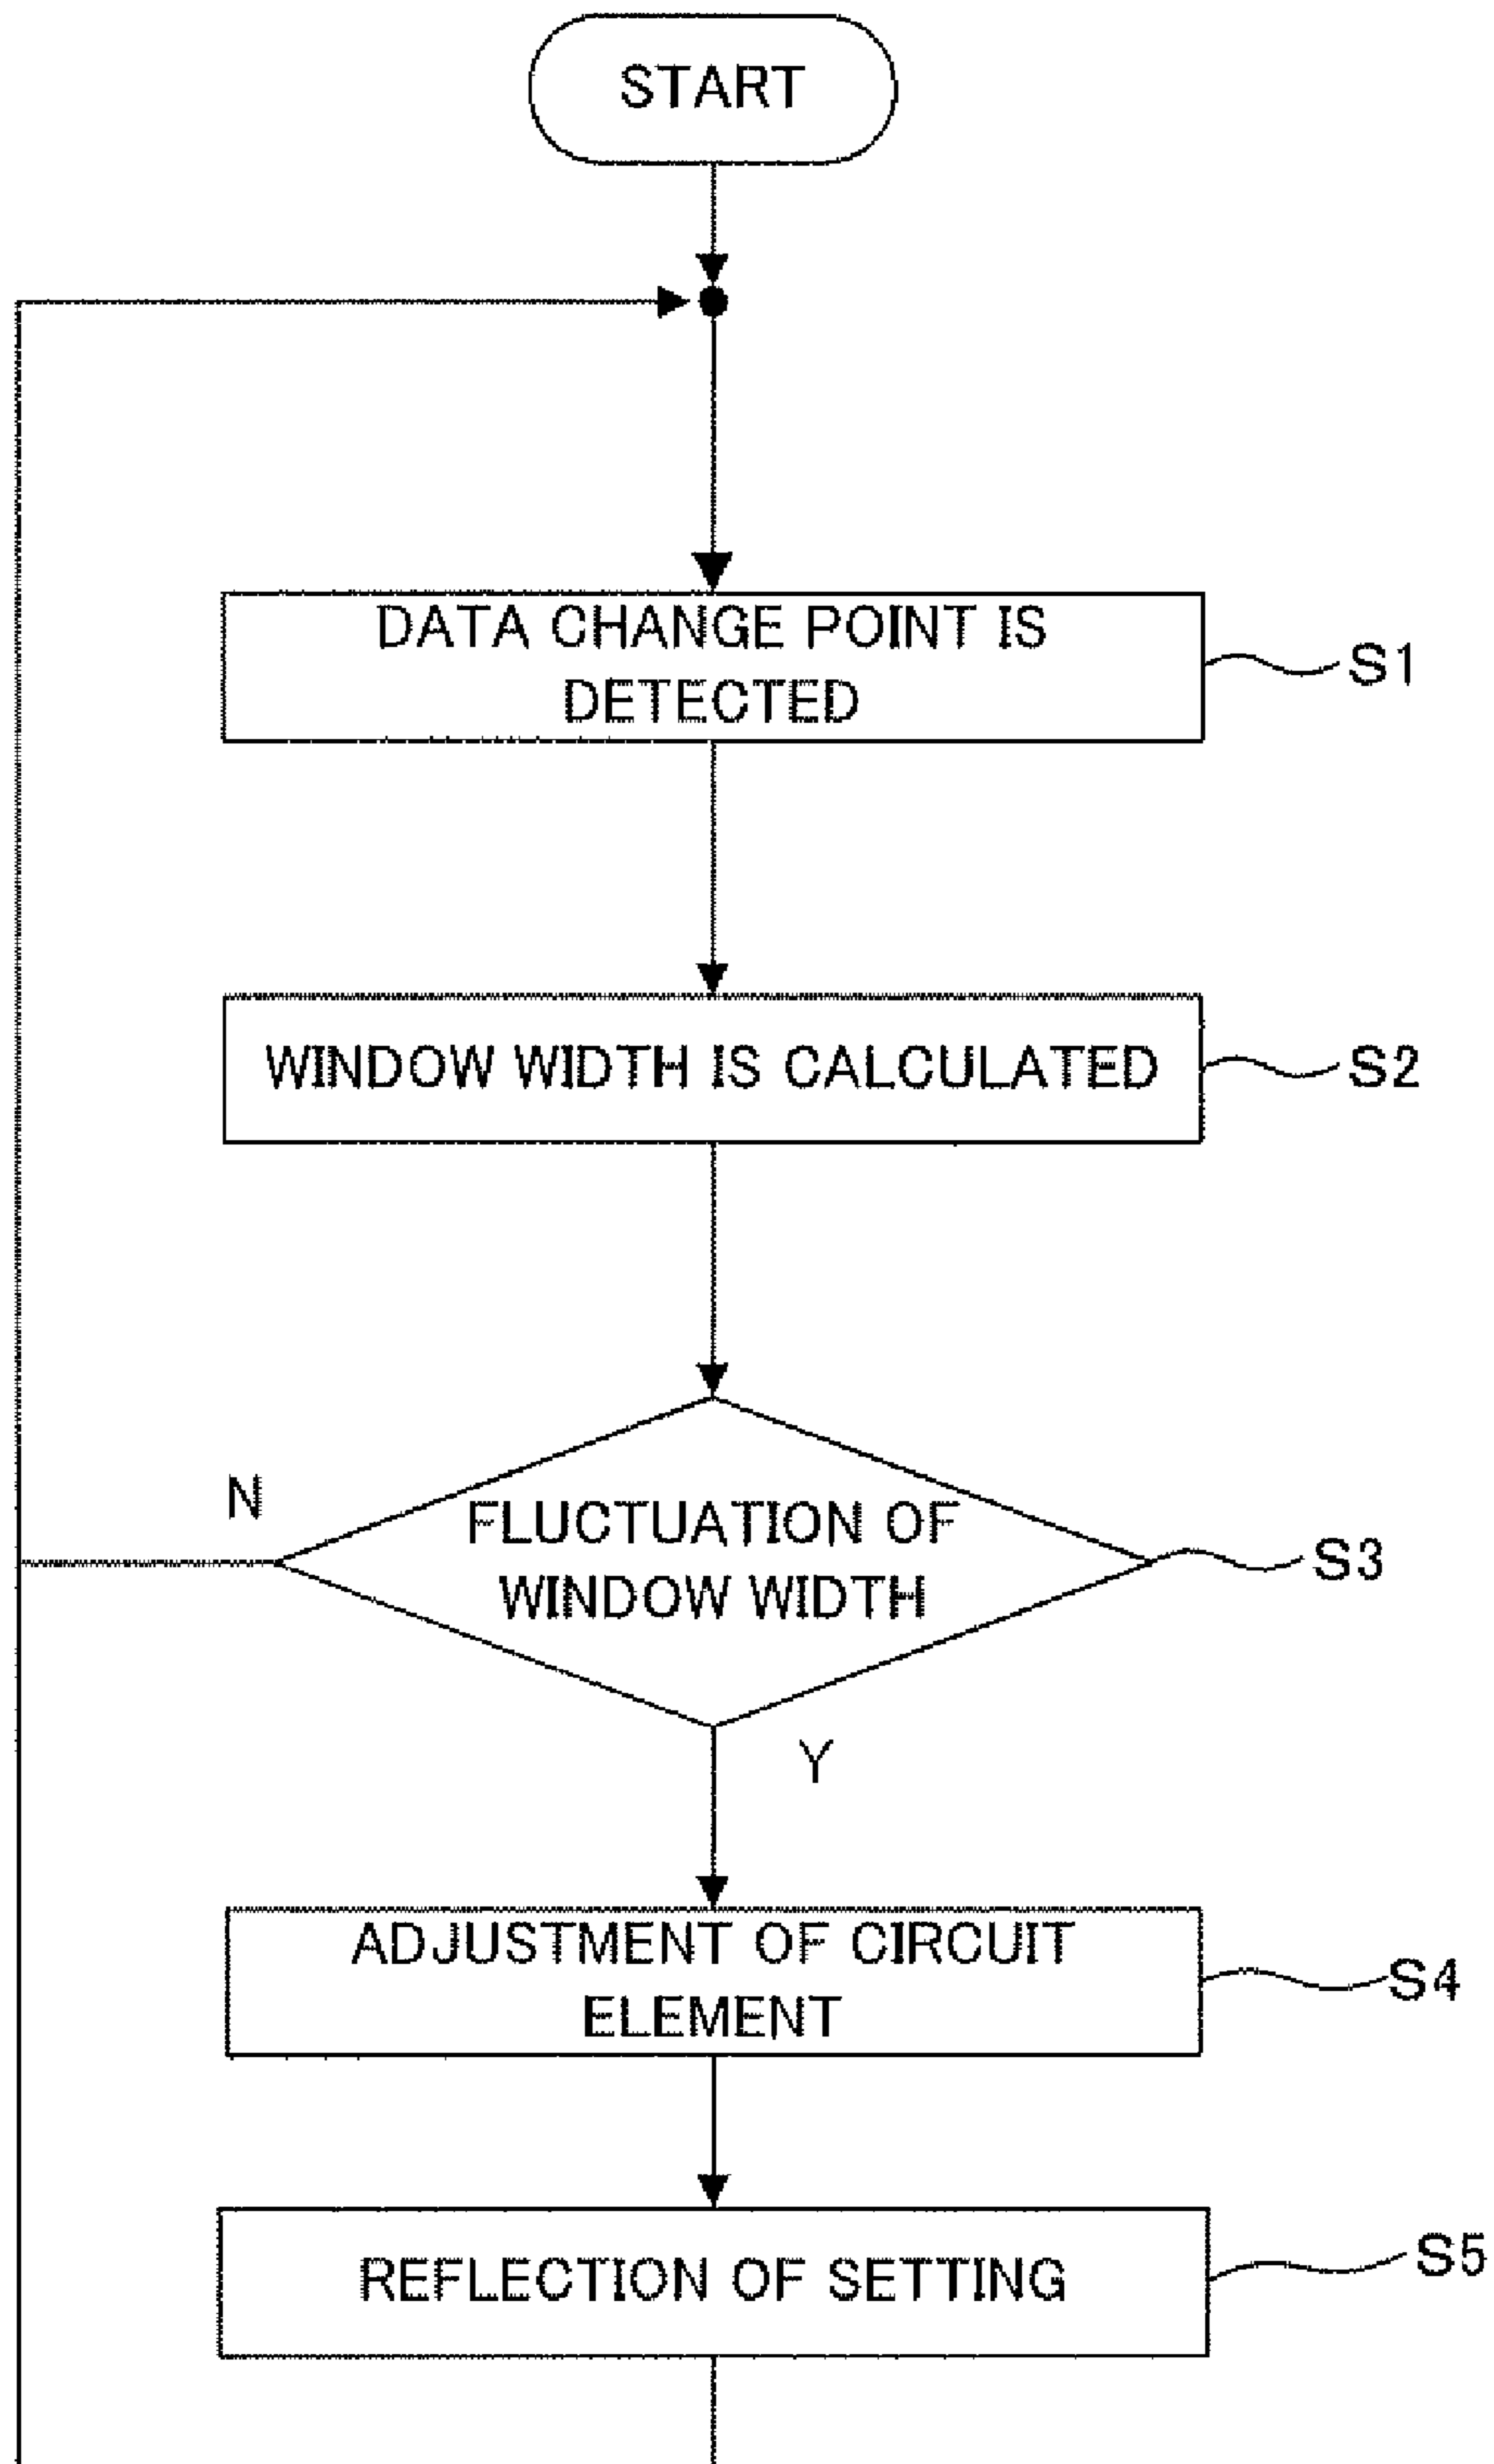 START
DATA CHANGE POINT IS
DETECTED
S1
WINDOW WIDTH IS CALCULATED
S2
N
FLUCTUATION OF
WINDOW WIDTH
S3
Y
ADJUSTMENT OF CIRCUIT
ELEMENT
S4
REFLECTION OF SETTING
S5